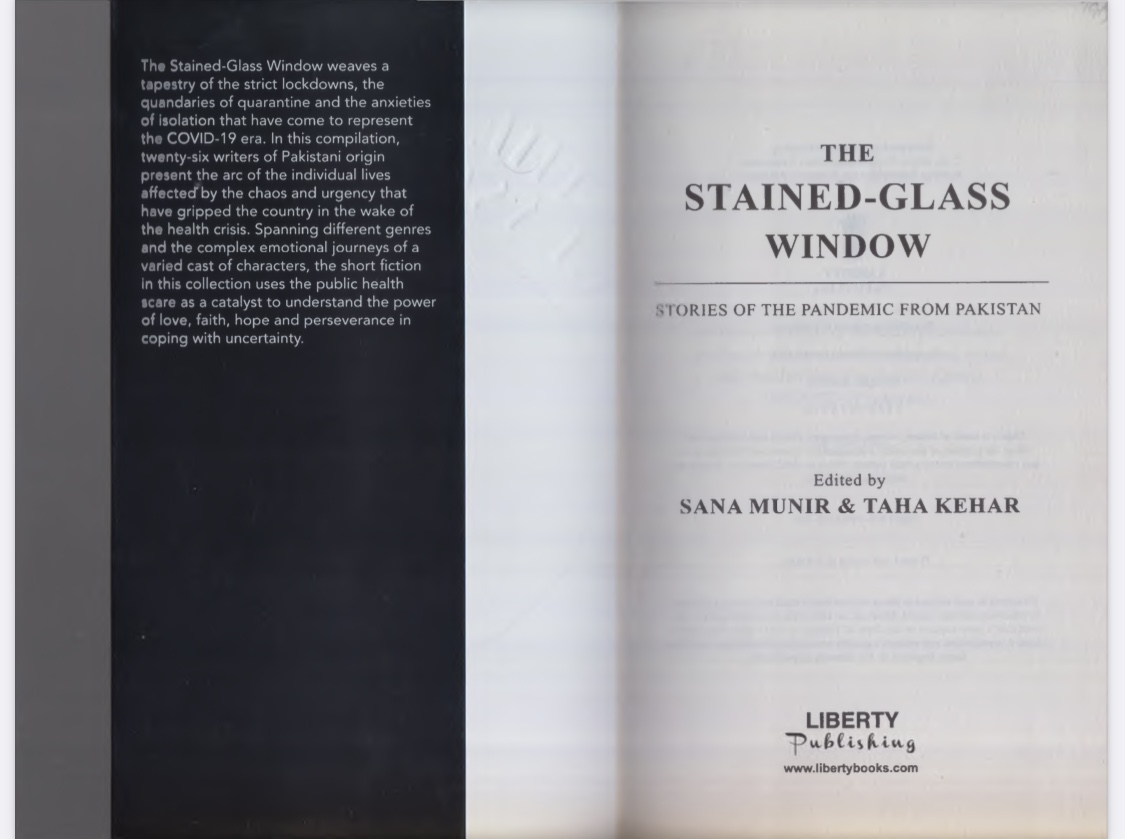 The Stained-Glass Window weaves a
tapestry of the strict lockdowns, the
quandaries of quarantine and the anxieties
of isolation that have come to represent
the COVID-19 era. In this compilation,
twenty-six writers of Pakistani origin
present the arc of the individual lives
affected by the chaos and urgency that
have gripped the country in the wake of
the health crisis. Spanning different genres
and the complex emotional journeys of a
varied cast of characters, the short fiction
in this collection uses the public health
scare as a catalyst to understand the power
of love, faith, hope and perseverance in
coping with uncertainty.
THE
STAINED-GLASS
WINDOW
STORIES OF THE PANDEMIC FROM PAKISTAN
Edited by
SANA MUNIR & TAHA KEHAR
LIBERTY
Publishing
www.libertybooks.com